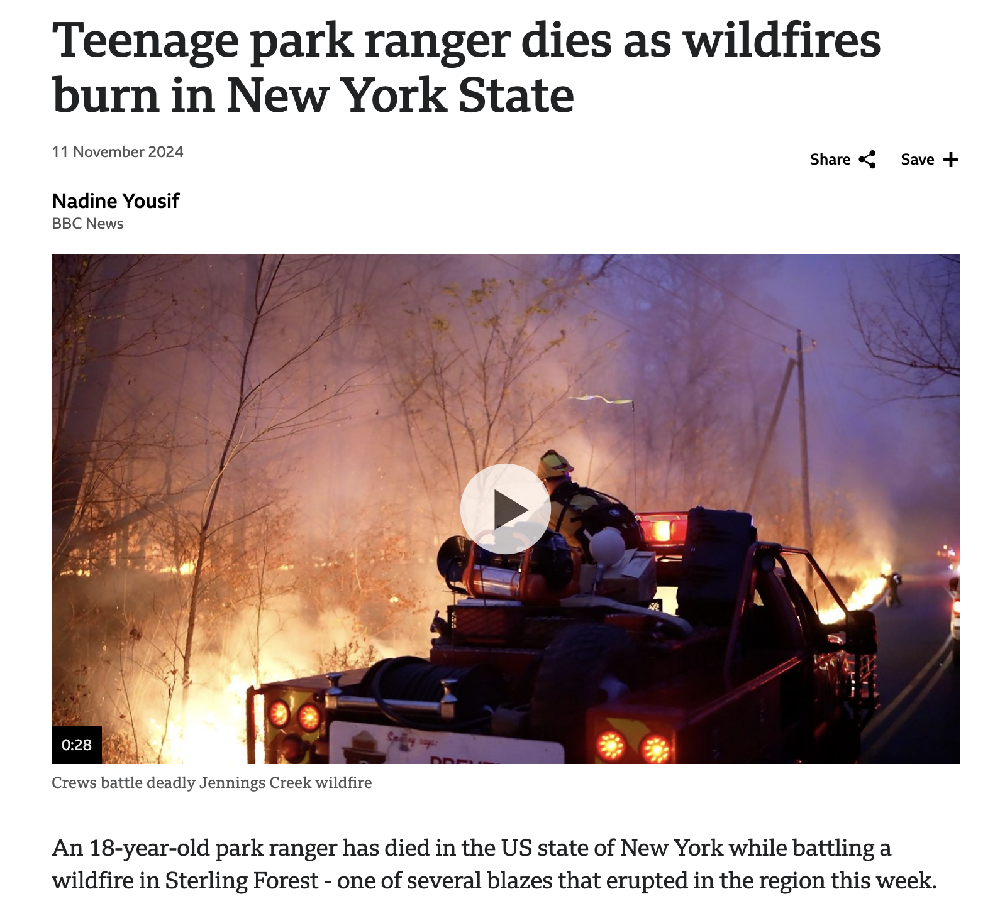 Teenage park ranger dies as wildfires
burn in New York State
11 November 2024
Share
Save
Nadine Yousif
BBC News
Smokey says:
0:28
Crews battle deadly Jennings Creek wildfire
An 18-year-old park ranger has died in the US state of New York while battling a
wildfire in Sterling Forest - one of several blazes that erupted in the region this week.